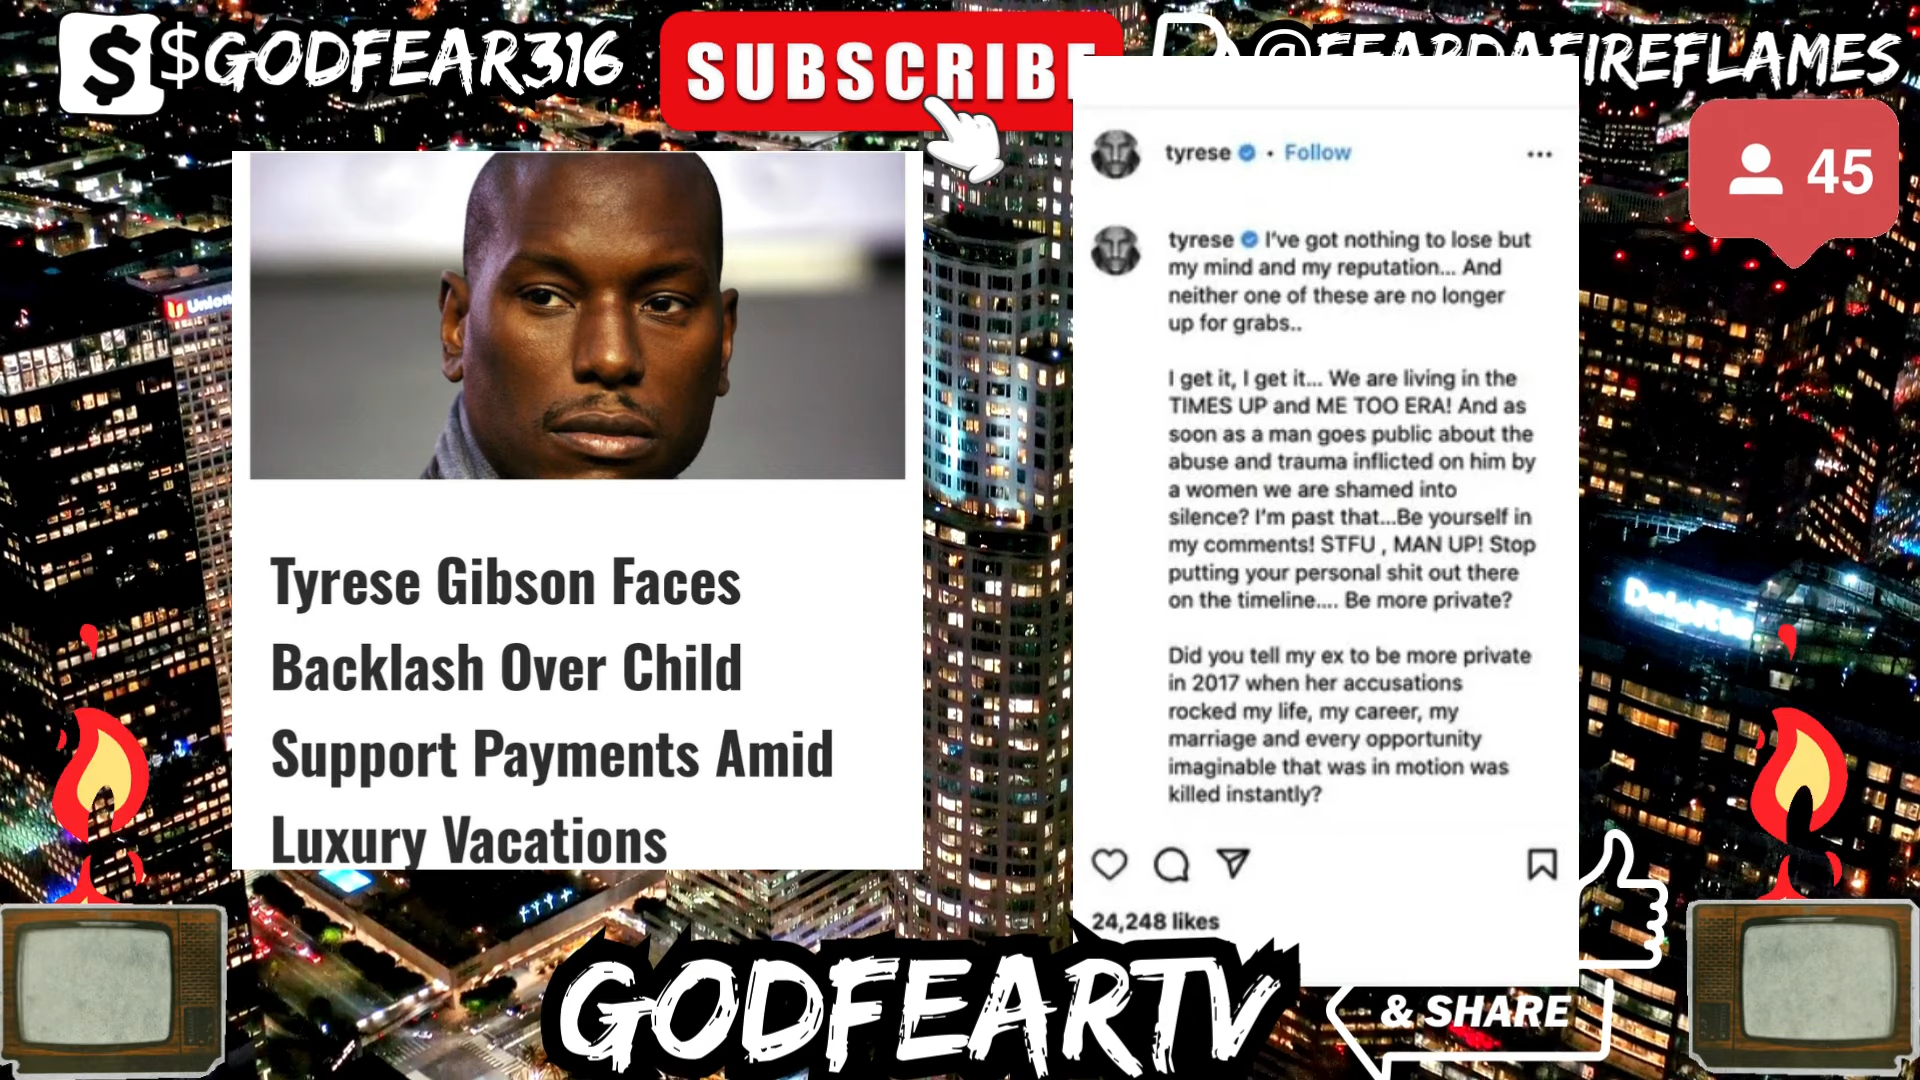 $ $GODFEAR316
SUBSCRIBE
@FEARDAFIREFLAMES
45
Union
Tyrese Gibson Faces
Backlash Over Child
Support Payments Amid
Luxury Vacations
tyrese • Follow
tyrese I've got nothing to lose but
my mind and my reputation... And
neither one of these are no longer
up for grabs..
I get it, I get it... We are living in the
TIMES UP and ME TOO ERA! And as
soon as a man goes public about the
abuse and trauma inflicted on him by
a women we are shamed into
silence? I'm past that...Be yourself in
my comments! STFU , MAN UP! Stop
putting your personal shit out there
on the timeline.... Be more private?
Did you tell my ex to be more private
in 2017 when her accusations
rocked my life, my career, my
marriage and every opportunity
imaginable that was in motion was
killed instantly?
24,248 likes
Deloitte
GODFEARTV
& SHARE